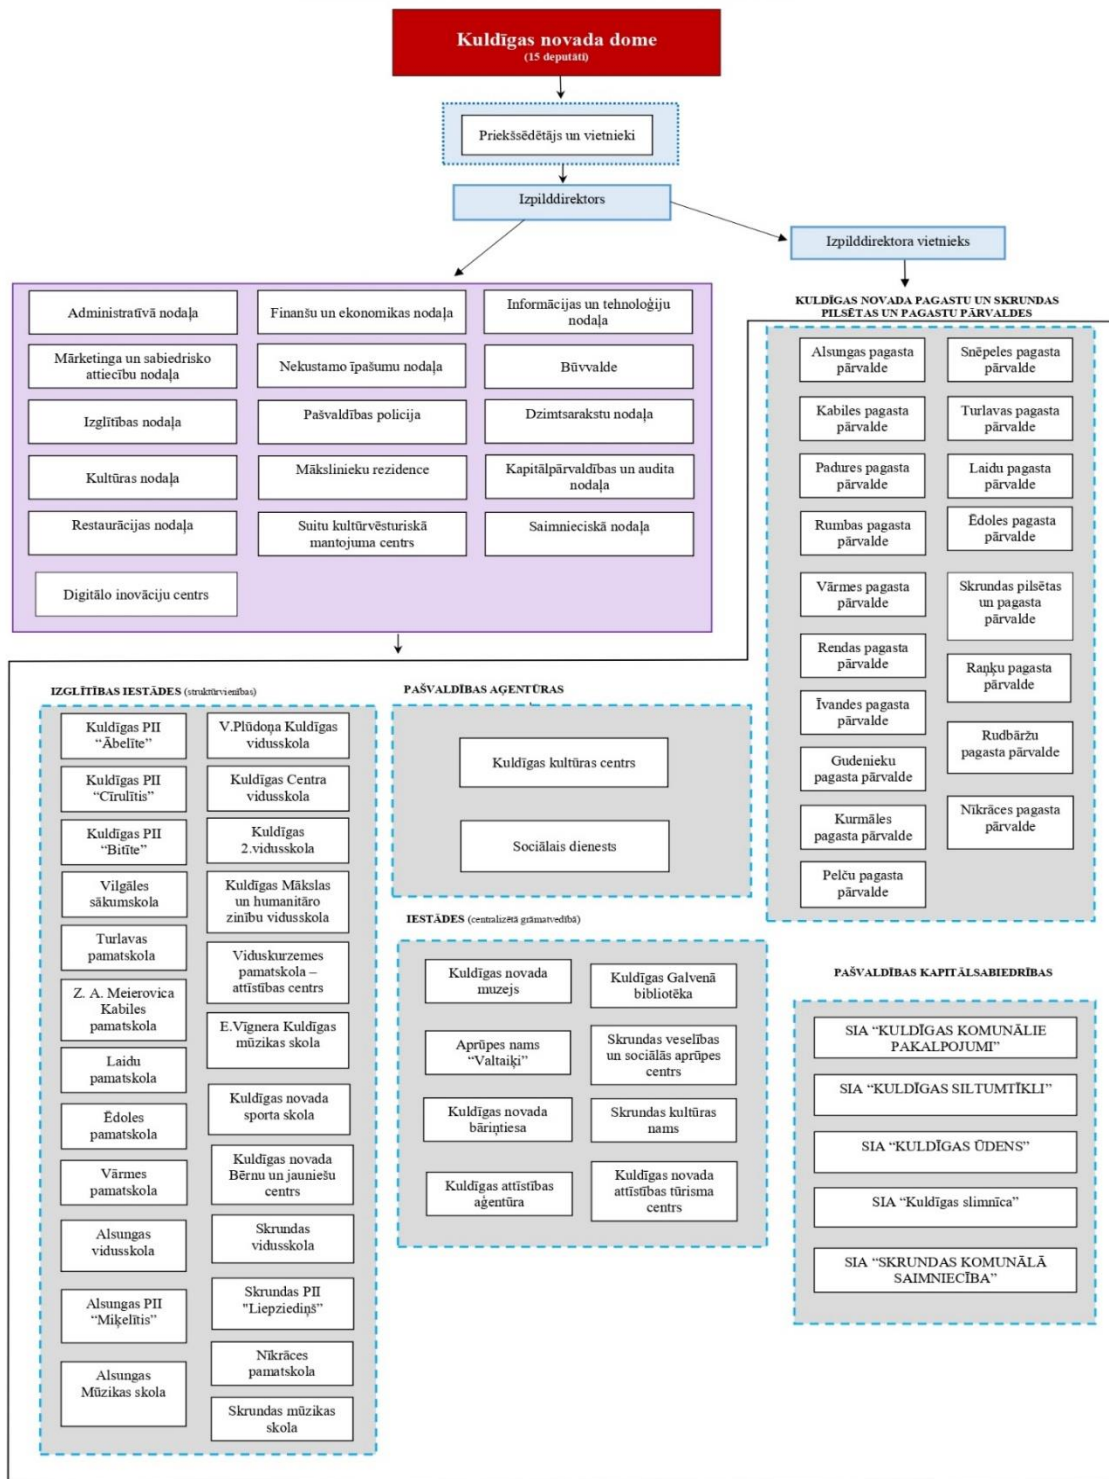 Kuldīgas novada dome
(15 deputāti)
Priekšsēdētājs un vietnieki
Izpilddirektors
Izpilddirektora vietnieks
Administratīvā nodaļa
Finanšu un ekonomikas nodaļa
Informācijas un tehnoloģiju
nodaļa
Mārketinga un sabiedrisko
attiecību nodaļa
Nekustamo īpašumu nodaļa
Būvvalde
Izglītības nodaļa
Pašvaldības policija
Dzimtsarakstu nodaļa
Kultūras nodaļa
Mākslinieku rezidence
Kapitālpārvaldības un audita
nodaļa
Restaurācijas nodaļa
Suitu kultūrvēsturiskā
mantojuma centrs
Saimnieciskā nodaļa
Digitālo inovāciju centrs
KULDĪGAS NOVADA PAGASTU UN SKRUNDAS
PILSĒTAS UN PAGASTU PĀRVALDES
Alsungas pagasta
pārvalde
Snēpeles pagasta
pārvalde
Kabiles pagasta
pārvalde
Turlavas pagasta
pārvalde
Padures pagasta
pārvalde
Laidu pagasta
pārvalde
Rumbas pagasta
pārvalde
Ēdoles pagasta
pārvalde
Vārmes pagasta
pārvalde
Skrundas pilsētas
un pagasta
pārvalde
Rendas pagasta
pārvalde
Raņķu pagasta
pārvalde
Īvandes pagasta
pārvalde
Rudbāržu
pagasta pārvalde
Gudenieku
pagasta pārvalde
Kurmāles
pagasta pārvalde
Nīkrāces pagasta
pārvalde
Pelču pagasta
pārvalde
IZGLĪTĪBAS IESTĀDES (struktūrvienības)
Kuldīgas PII
“Ābelīte”
V.Plūdoņa Kuldīgas
vidusskola
Kuldīgas PII
“Cīrulītis”
Kuldīgas Centra
vidusskola
Kuldīgas PII
“Bitīte”
Kuldīgas
2.vidusskola
Vilgāles
sākumskola
Kuldīgas Mākslas
un humanitāro
zinību vidusskola
Turlavas
pamatskola
Viduskurzemes
pamatskola –
attīstības centrs
Z. A. Meierovica
Kabiles
pamatskola
E.Vīgnera Kuldīgas
mūzikas skola
Laidu
pamatskola
Kuldīgas novada
sporta skola
Ēdoles
pamatskola
Kuldīgas novada
Bērnu un jauniešu
centrs
Vārmes
pamatskola
Alsungas
vidusskola
Skrundas
vidusskola
Alsungas PII
“Miķelītis”
Skrundas PII
"Liepziediņš”
Alsungas
Mūzikas skola
Nīkrāces
pamatskola
Skrundas mūzikas
skola
PAŠVALDĪBAS AĢENTŪRAS
Kuldīgas kultūras centrs
Sociālais dienests
IESTĀDES (centralizētā grāmatvedībā)
Kuldīgas novada
muzejs
Kuldīgas Galvenā
bibliotēka
Aprūpes nams
“Valtaiķi”
Skrundas veselības
un sociālās aprūpes
centrs
Kuldīgas novada
bāriņtiesa
Skrundas kultūras
nams
Kuldīgas attīstības
aģentūra
Kuldīgas novada
attīstības tūrisma
centrs
PAŠVALDĪBAS KAPITĀLSABIEDRĪBAS
SIA “KULDĪGAS KOMUNĀLIE
PAKALPOJUMI”
SIA “KULDĪGAS SILTUMTĪKLI”
SIA “KULDĪGAS ŪDENS”
SIA “Kuldīgas slimnīca”
SIA “SKRUNDAS KOMUNĀLĀ
SAIMNIECĪBA”